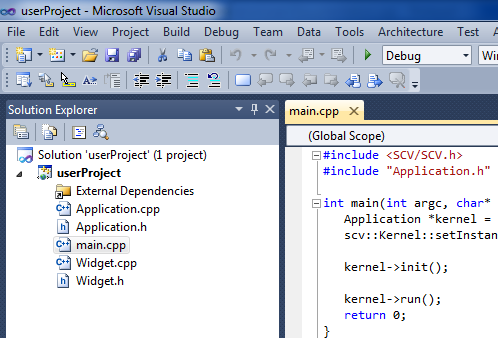 userProject - Microsoft Visual Studio
File Edit View Project Build Debug Team Data Tools Architecture Test
Debug Win
Solution Explorer
main.cpp
(Global Scope)
Solution 'userProject' (1 project)
userProject
External Dependencies
Application.cpp
Application.h
main.cpp
Widget.cpp
Widget.h
#include <SCV/SCV.h>
#include "Application.h"
int main(int argc, char*
Application *kernel =
scv::Kernel::setInstan
kernel->init();
kernel->run();
return 0;
}